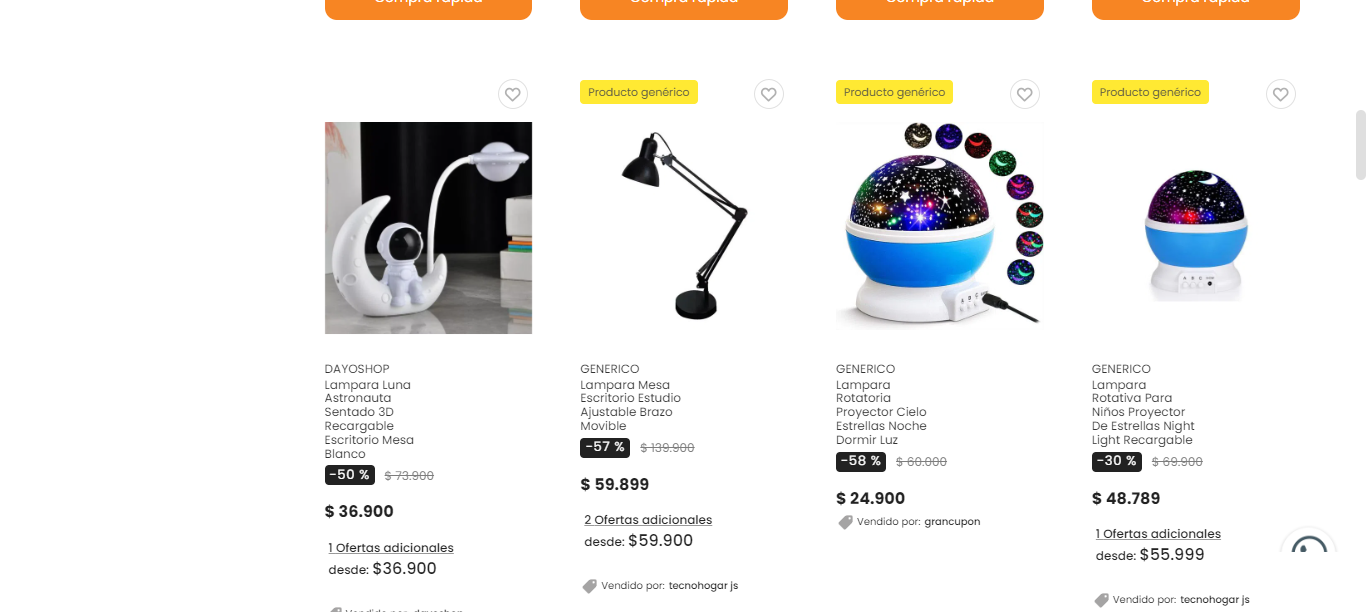 Compra rápida
Compra rápida
Compra rápida
Compra rápida
Producto genérico
Producto genérico
Producto genérico
DAYOSHOP
Lampara Luna
Astronauta
Sentado 3D
Recargable
Escritorio Mesa
Blanco
-50 % $ 73.900
$ 36.900
1 Ofertas adicionales
desde: $36.900
Vendido por: dayoshop
GENERICO
Lampara Mesa
Escritorio Estudio
Ajustable Brazo
Movible
-57 % $ 139.900
$ 59.899
2 Ofertas adicionales
desde: $59.900
Vendido por: tecnohogar js
GENERICO
Lampara
Rotatoria
Proyector Cielo
Estrellas Noche
Dormir Luz
-58 % $ 60.000
$ 24.900
Vendido por: grancupon
GENERICO
Lampara
Rotativa Para
Niños Proyector
De Estrellas Night
Light Recargable
-30 % $ 69.900
$ 48.789
1 Ofertas adicionales
desde: $55.999
Vendido por: tecnohogar js